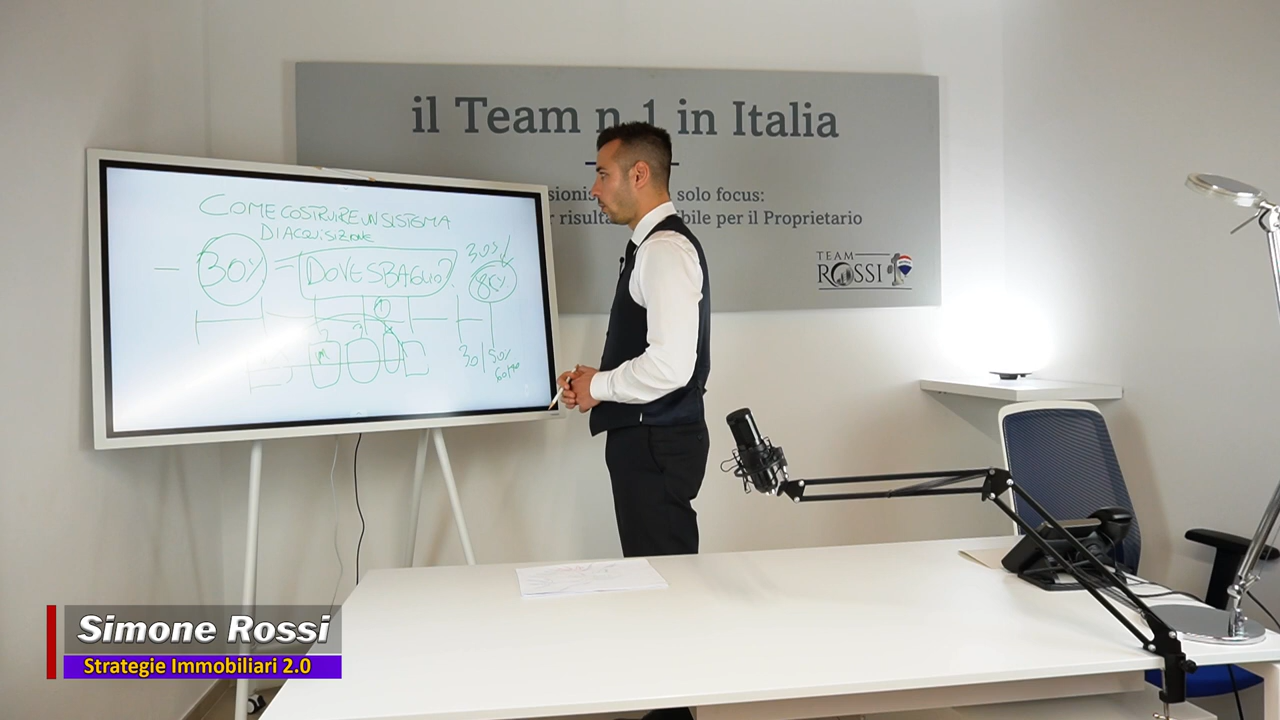 il Team n.1 in Italia
solo focus:
risulta bile per il Proprietario
TEAM
ROSSI
COME COSTRUIRE UN SISTEMA
DI ACQUISIZIONE
- 30% = DOVE SBAGLIO?
30%
80%
1
30/50%
Simone Rossi
Strategie Immobiliari 2.0